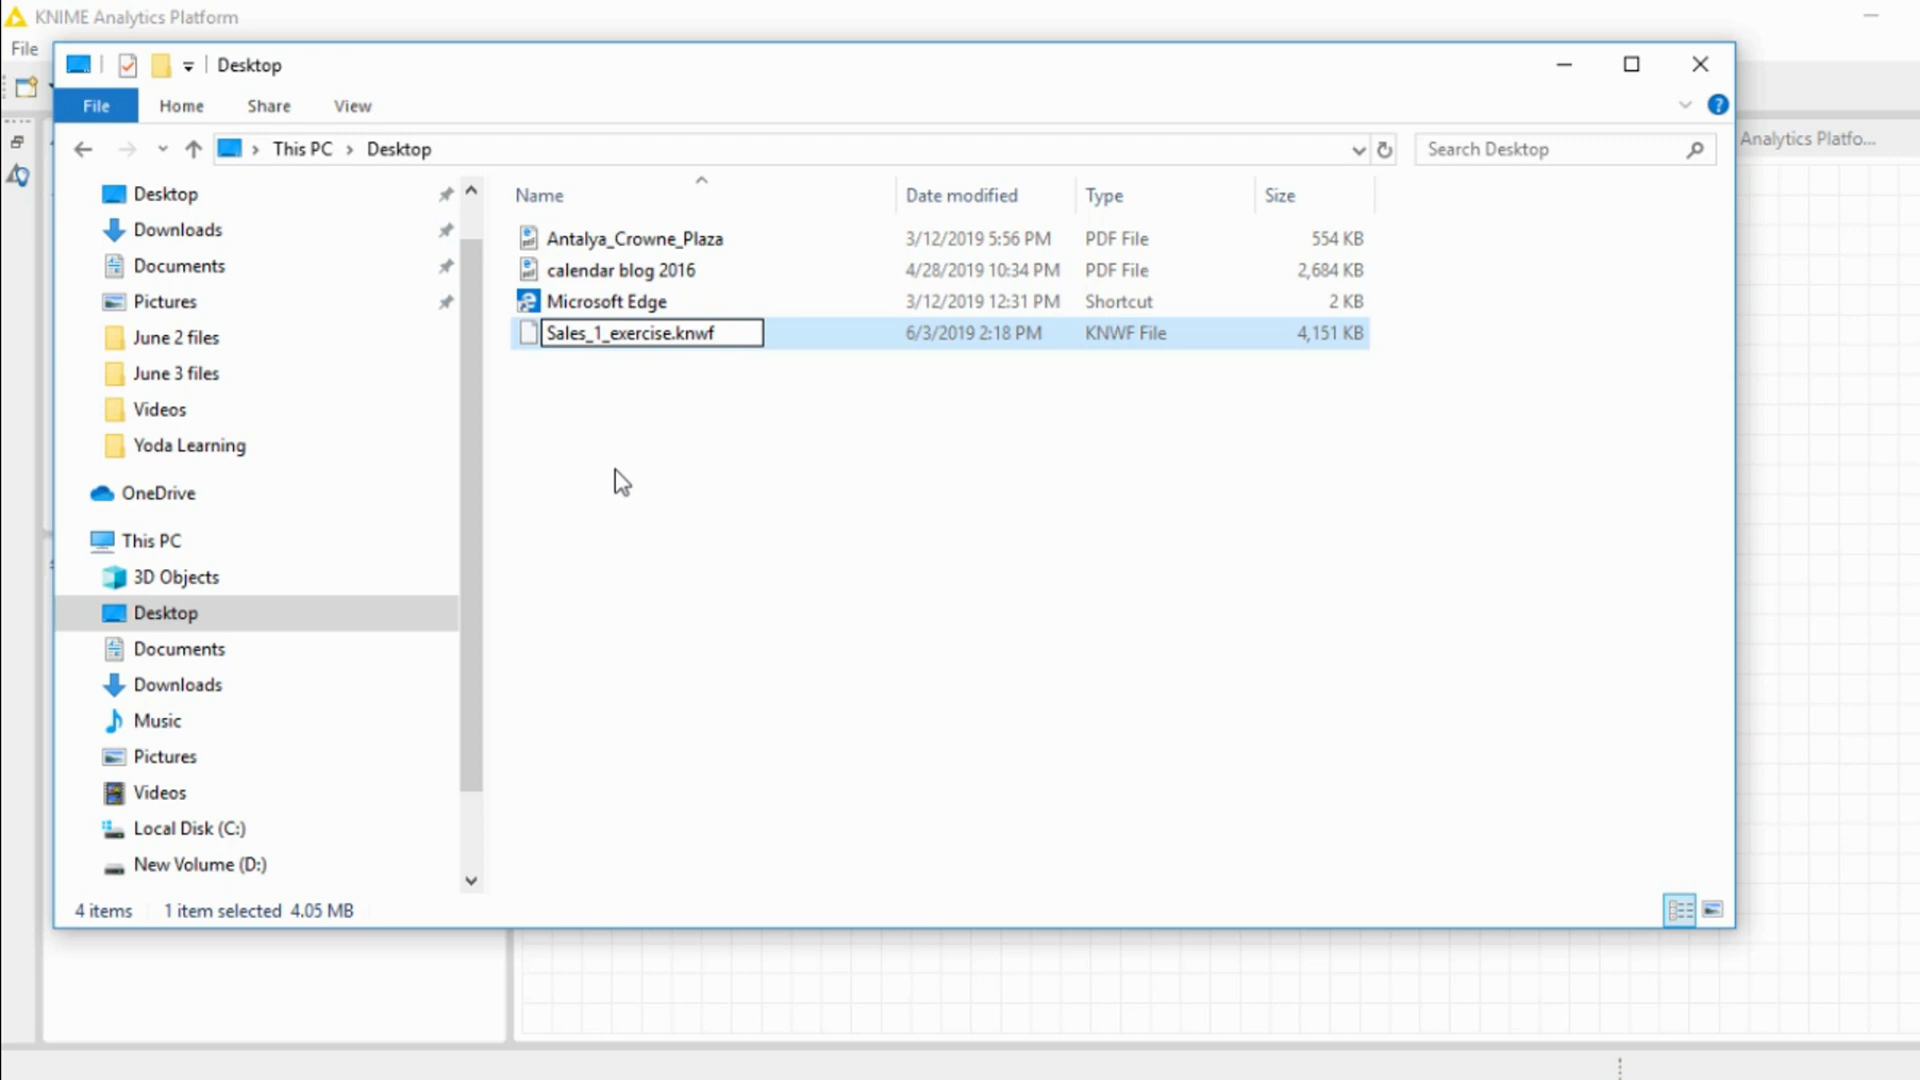 KNIME Analytics Platform
File
Desktop
File Home Share View
This PC Desktop
Search Desktop
Analytics Platfo...
Desktop
Downloads
Documents
Pictures
June 2 files
June 3 files
Videos
Yoda Learning
OneDrive
This PC
3D Objects
Desktop
Documents
Downloads
Music
Pictures
Videos
Local Disk (C:)
New Volume (D:)
Name Date modified Type Size
Antalya_Crowne_Plaza 3/12/2019 5:56 PM PDF File 554 KB
calendar blog 2016 4/28/2019 10:34 PM PDF File 2,684 KB
Microsoft Edge 3/12/2019 12:31 PM Shortcut 2 KB
Sales_1_exercise.knwf 6/3/2019 2:18 PM KNWF File 4,151 KB
4 items 1 item selected 4.05 MB